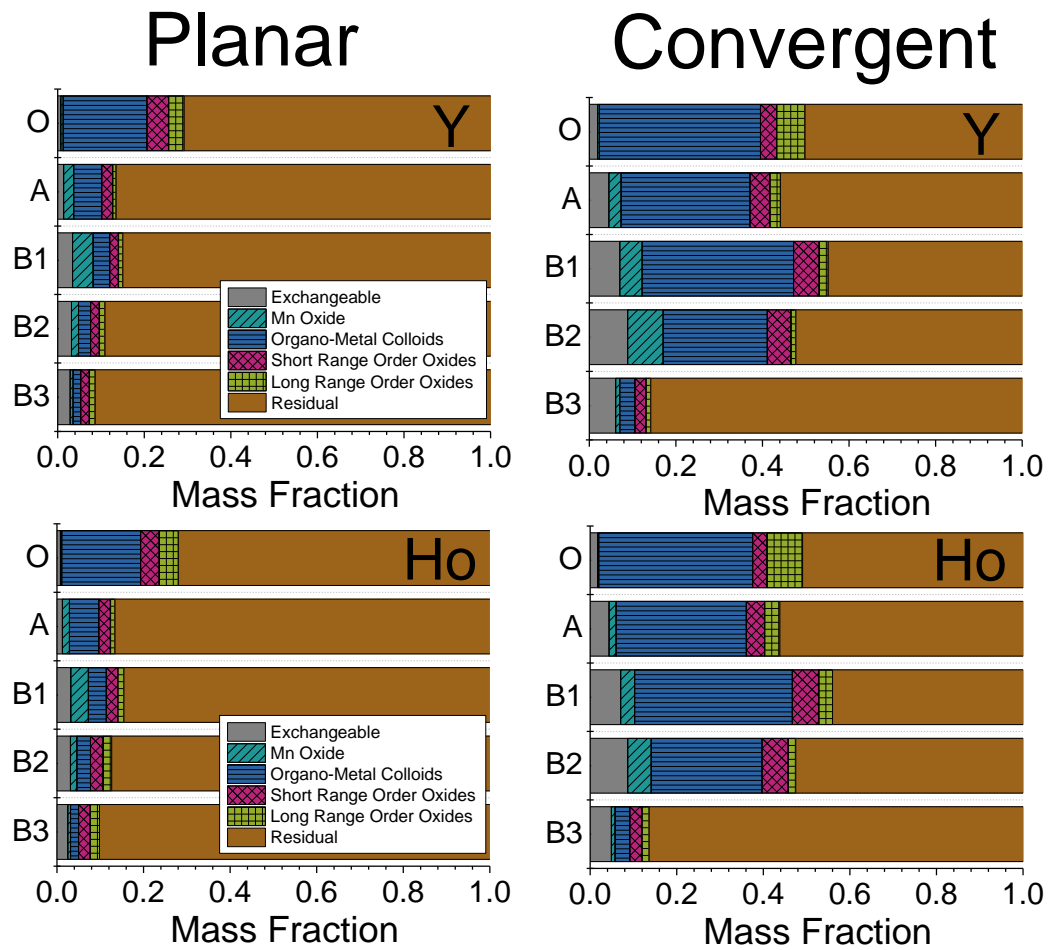 Planar
Convergent
O
Y
A
B1
B2
B3
Exchangeable
Mn Oxide
Organo-Metal Colloids
Short Range Order Oxides
Long Range Order Oxides
Residual
0.0 0.2 0.4 0.6 0.8 1.0
Mass Fraction
O
Y
A
B1
B2
B3
0.0 0.2 0.4 0.6 0.8 1.0
Mass Fraction
O
Ho
A
B1
B2
B3
Exchangeable
Mn Oxide
Organo-Metal Colloids
Short Range Order Oxides
Long Range Order Oxides
Residual
0.0 0.2 0.4 0.6 0.8 1.0
Mass Fraction
O
Ho
A
B1
B2
B3
0.0 0.2 0.4 0.6 0.8 1.0
Mass Fraction